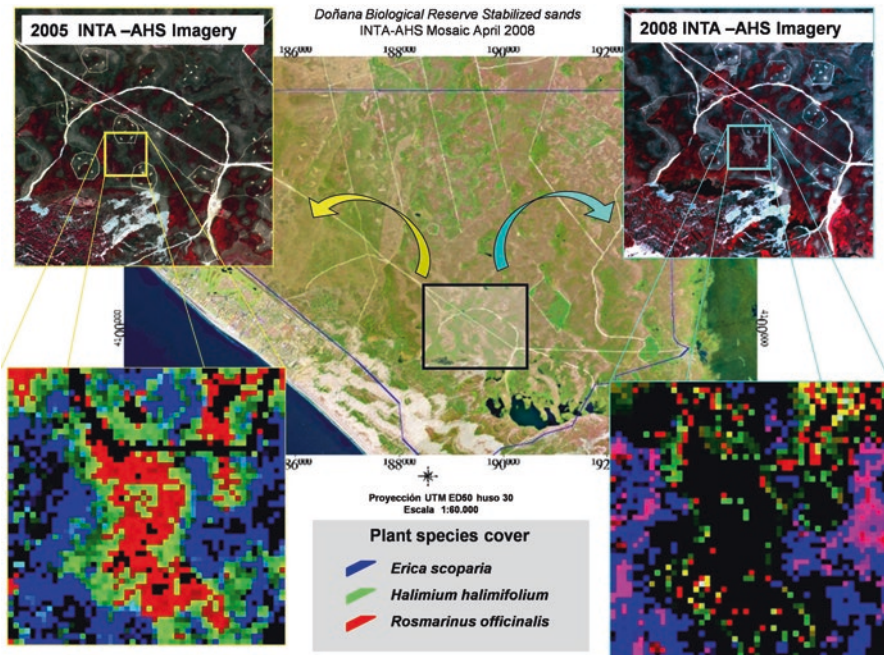 2005 INTA –AHS Imagery
Doñana Biological Reserve Stabilized sands
INTA-AHS Mosaic April 2008
2008 INTA –AHS Imagery
186000
188000
190000
192
4100000
4100000
86000
188000
190000
192
Proyección UTM ED50 huso 30
Escala 1:60.000
Plant species cover
Erica scoparia
Halimium halimifolium
Rosmarinus officinalis